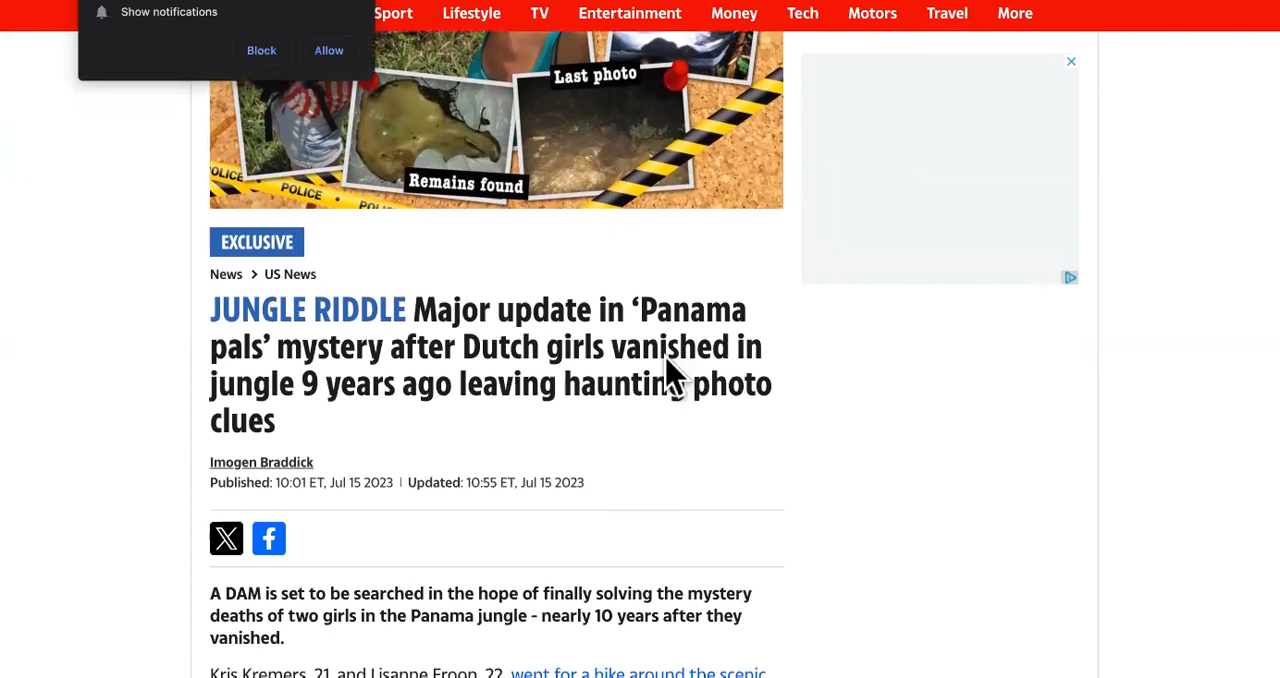 Show notifications
Block Allow
Sport Lifestyle TV Entertainment Money Tech Motors Travel More
Last photo
Remains found
POLICE
POLICE
EXCLUSIVE
News > US News
JUNGLE RIDDLE Major update in ‘Panama
pals’ mystery after Dutch girls vanished in
jungle 9 years ago leaving haunting photo
clues
Imogen Braddick
Published: 10:01 ET, Jul 15 2023 | Updated: 10:55 ET, Jul 15 2023
A DAM is set to be searched in the hope of finally solving the mystery
deaths of two girls in the Panama jungle - nearly 10 years after they
vanished.
Kris Kremers, 21, and Lisanne Froon, 22, went for a hike around the scenic